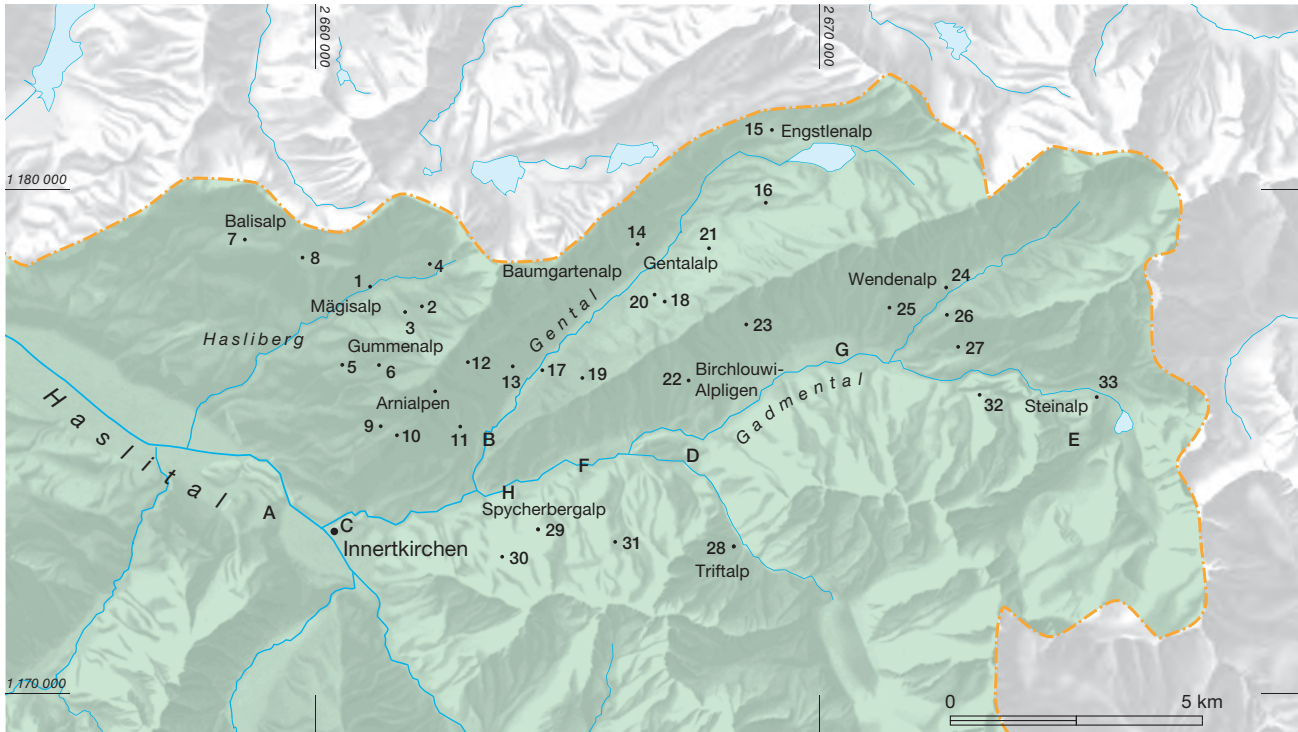 2 660 000
2 670 000
15
Engstlenalp
1 180 000
16
Balisalp
7
8
14
21
4
Baumgartenalp
Gentalalp
Wendenalp
24
1
Mägisalp
2
3
20
18
25
26
Hasliberg
Gental
23
Gummenalp
27
G
5
6
12
13
17
19
22
Birchlouwi-
Alpligen
33
32
Steinalp
Arnialpen
Gadmental
Haslital
9
10
11
B
E
D
F
H
A
Spycherbergalp
C
29
Innertkirchen
31
28
30
Triftalp
1 170 000
0
5 km